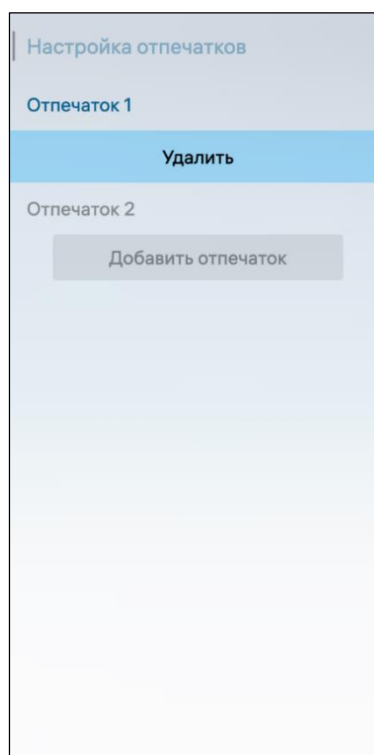 Настройка отпечатков
Отпечаток 1
Удалить
Отпечаток 2
Добавить отпечаток